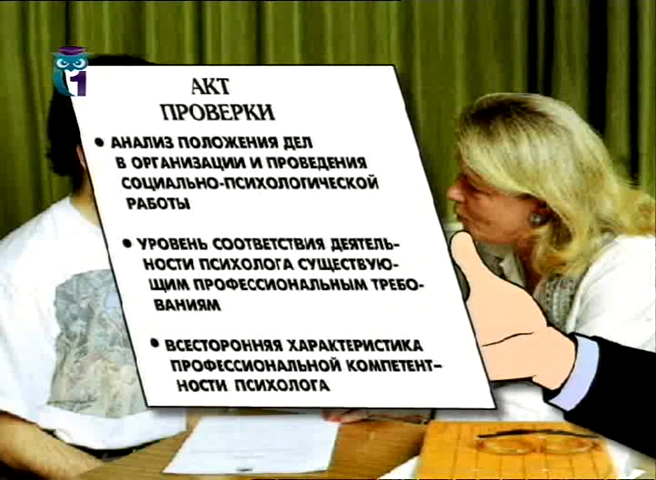 1
АКТ
ПРОВЕРКИ
• АНАЛИЗ ПОЛОЖЕНИЯ ДЕЛ
В ОРГАНИЗАЦИИ И ПРОВЕДЕНИЯ
СОЦИАЛЬНО-ПСИХОЛОГИЧЕСКОЙ
РАБОТЫ
• УРОВЕНЬ СООТВЕТСТВИЯ ДЕЯТЕЛЬ-
НОСТИ ПСИХОЛОГА СУЩЕСТВУЮ-
ЩИМ ПРОФЕССИОНАЛЬНЫМ ТРЕБО-
ВАНИЯМ
• ВСЕСТОРОННЯЯ ХАРАКТЕРИСТИКА
ПРОФЕССИОНАЛЬНОЙ КОМПЕТЕНТ-
НОСТИ ПСИХОЛОГА